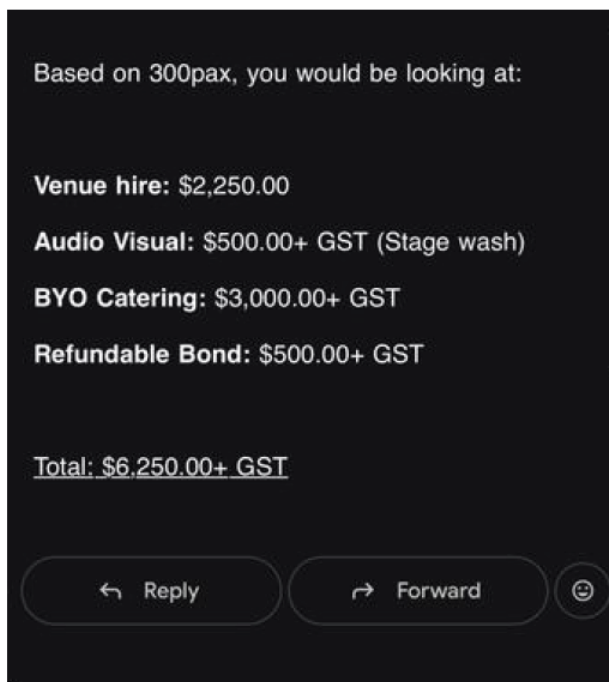 Based on 300pax, you would be looking at:
Venue hire: $2,250.00
Audio Visual: $500.00+ GST (Stage wash)
BYO Catering: $3,000.00+ GST
Refundable Bond: $500.00+ GST
Total: $6,250.00+ GST
Reply
Forward